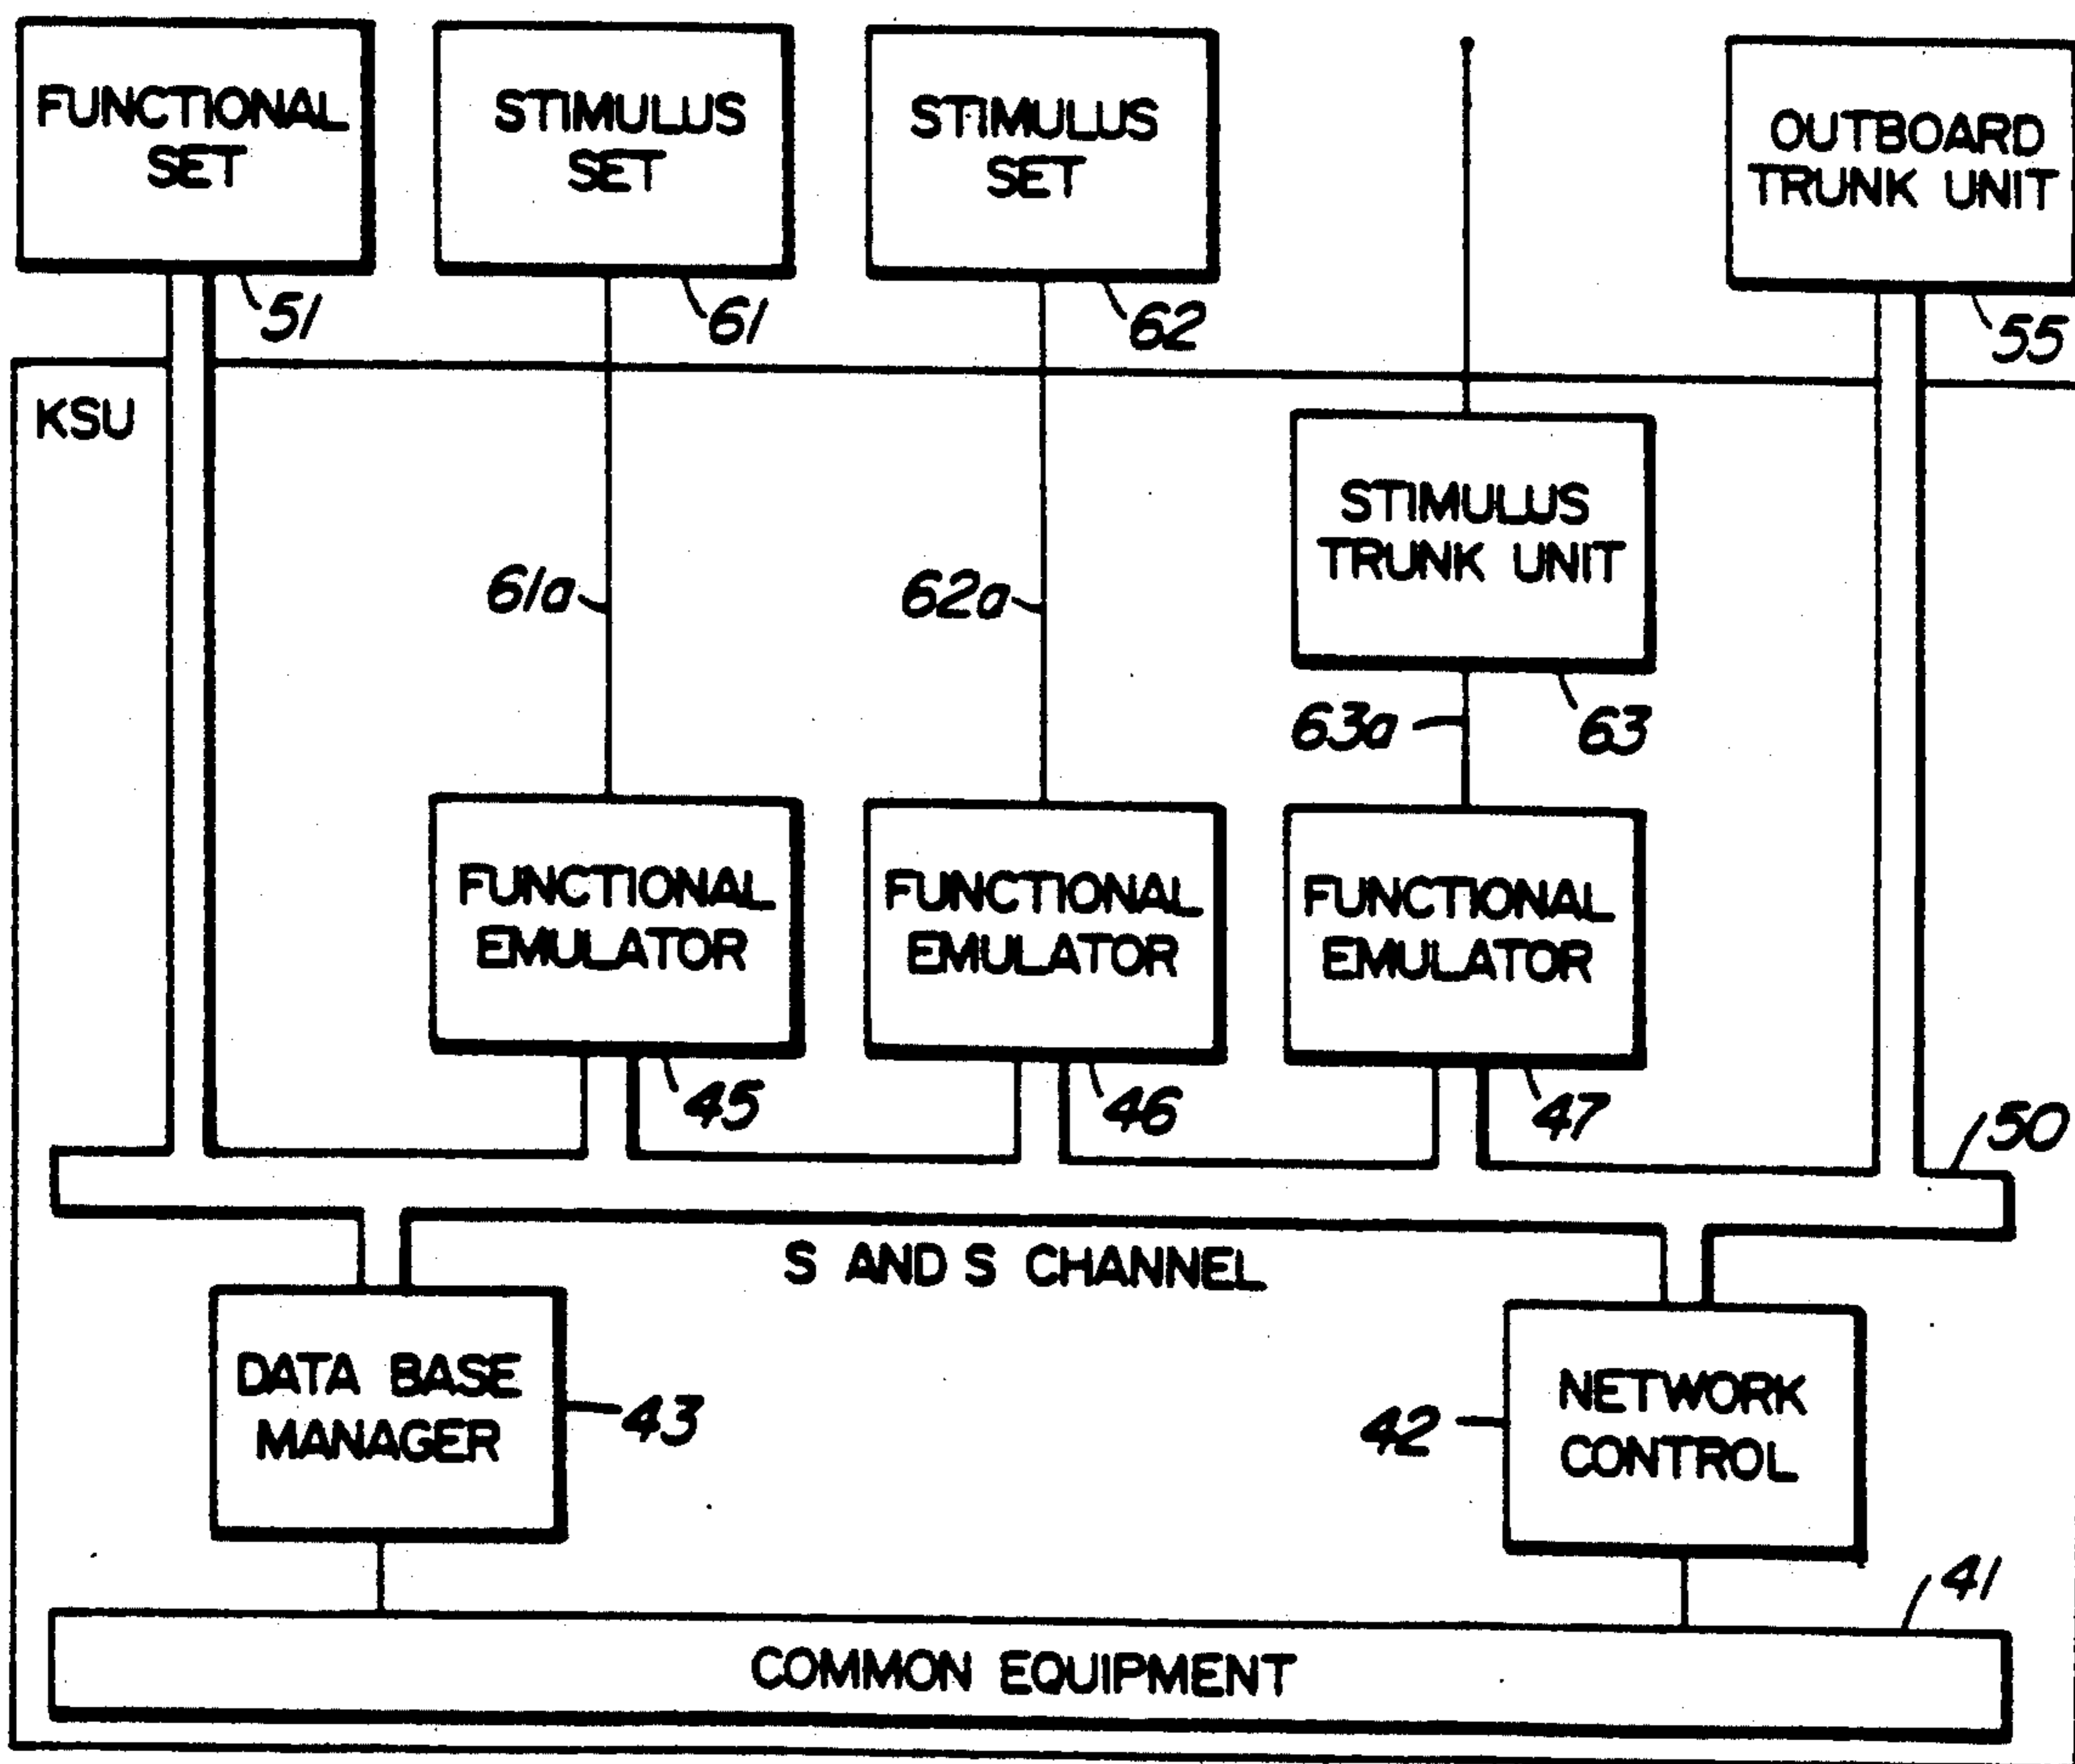 FUNCTIONAL
SET
STIMULUS
SET
STIMULUS
SET
OUTBOARD
TRUNK UNIT
51
61
62
55
KSU
STIMULUS
TRUNK UNIT
61a
62a
63a
63
FUNCTIONAL
EMULATOR
FUNCTIONAL
EMULATOR
FUNCTIONAL
EMULATOR
45
46
47
50
S AND S CHANNEL
DATA BASE
MANAGER
43
42
NETWORK
CONTROL
41
COMMON EQUIPMENT